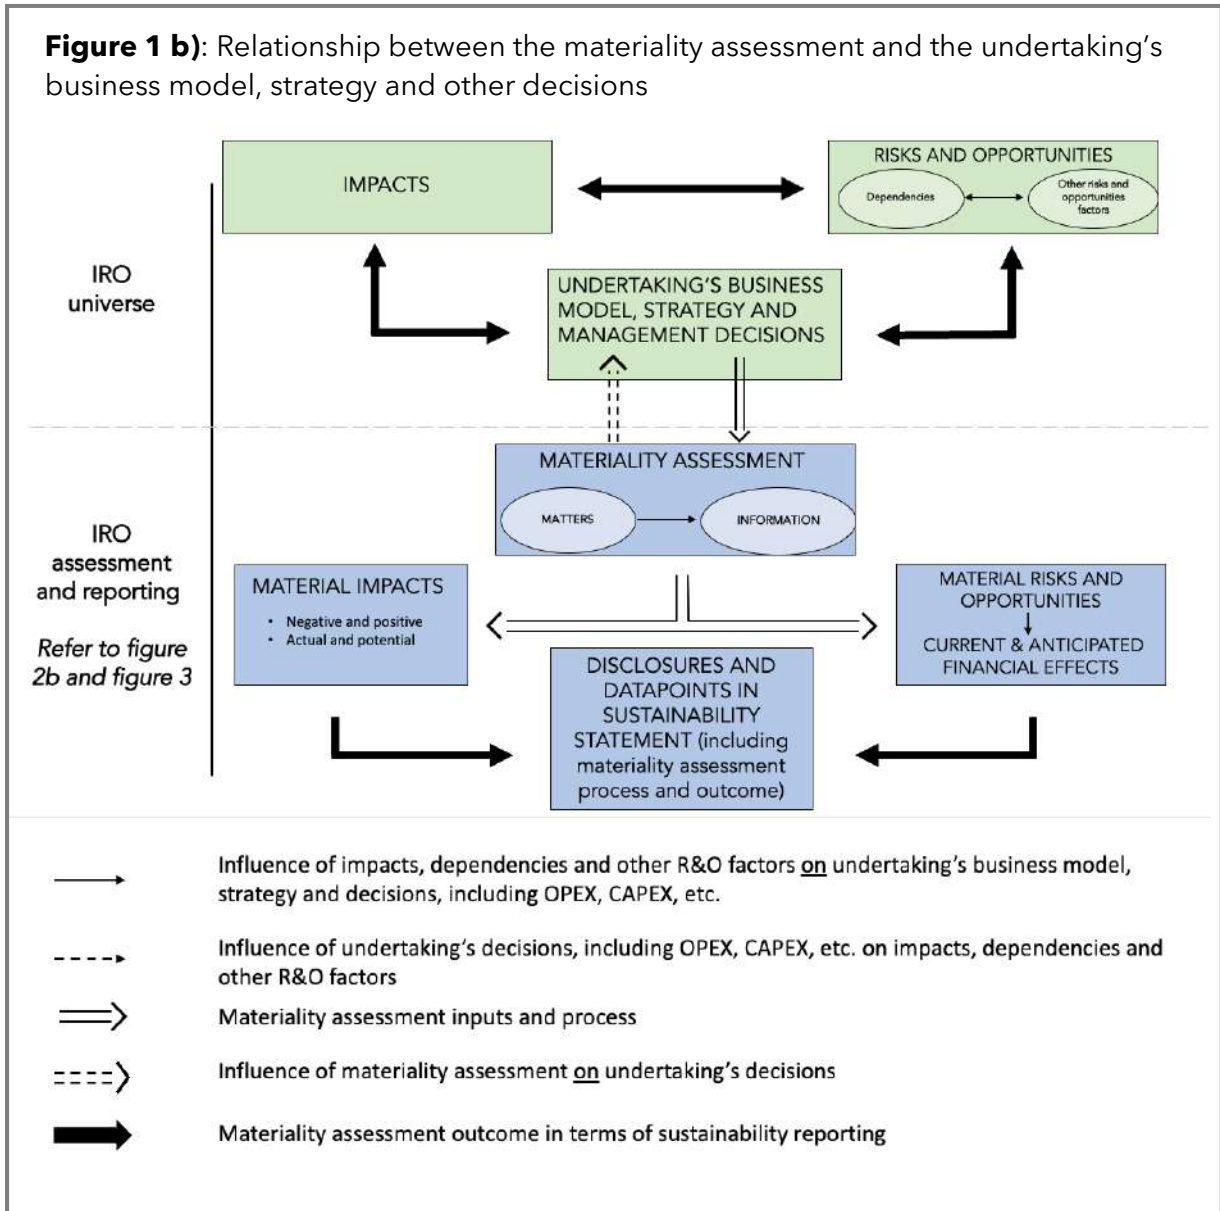 Figure 1 b): Relationship between the materiality assessment and the undertaking's
business model, strategy and other decisions
IMPACTS
RISKS AND OPPORTUNITIES
Dependencies
Other risks and
opportunities
factors
IRO
universe
UNDERTAKING'S BUSINESS
MODEL, STRATEGY AND
MANAGEMENT DECISIONS
MATERIALITY ASSESSMENT
MATTERS
INFORMATION
IRO
assessment
and reporting
Refer to figure
2b and figure 3
MATERIAL IMPACTS
• Negative and positive
• Actual and potential
MATERIAL RISKS AND
OPPORTUNITIES
CURRENT & ANTICIPATED
FINANCIAL EFFECTS
DISCLOSURES AND
DATAPOINTS IN
SUSTAINABILITY
STATEMENT (including
materiality assessment
process and outcome)
Influence of impacts, dependencies and other R&O factors on undertaking's business model,
strategy and decisions, including OPEX, CAPEX, etc.
Influence of undertaking's decisions, including OPEX, CAPEX, etc. on impacts, dependencies and
other R&O factors
Materiality assessment inputs and process
Influence of materiality assessment on undertaking's decisions
Materiality assessment outcome in terms of sustainability reporting